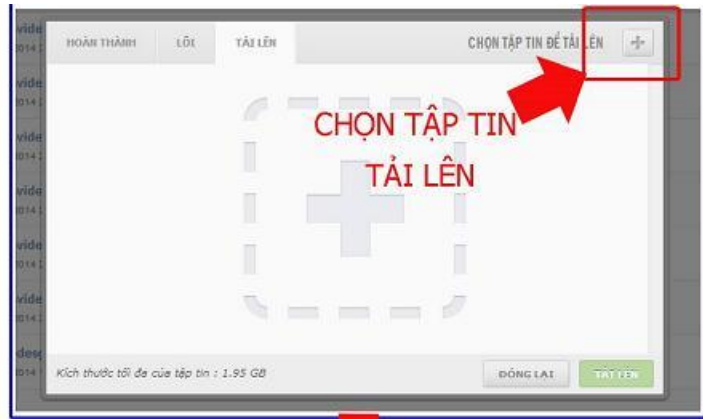 HOÀN THÀNH LỖI TẢI LÊN CHỌN TẬP TIN ĐỂ TẢI LÊN
CHỌN TẬP TIN
TẢI LÊN
Kích thước tối đa của tập tin : 1.95 GB ĐÓNG LẠI TẢI LÊN